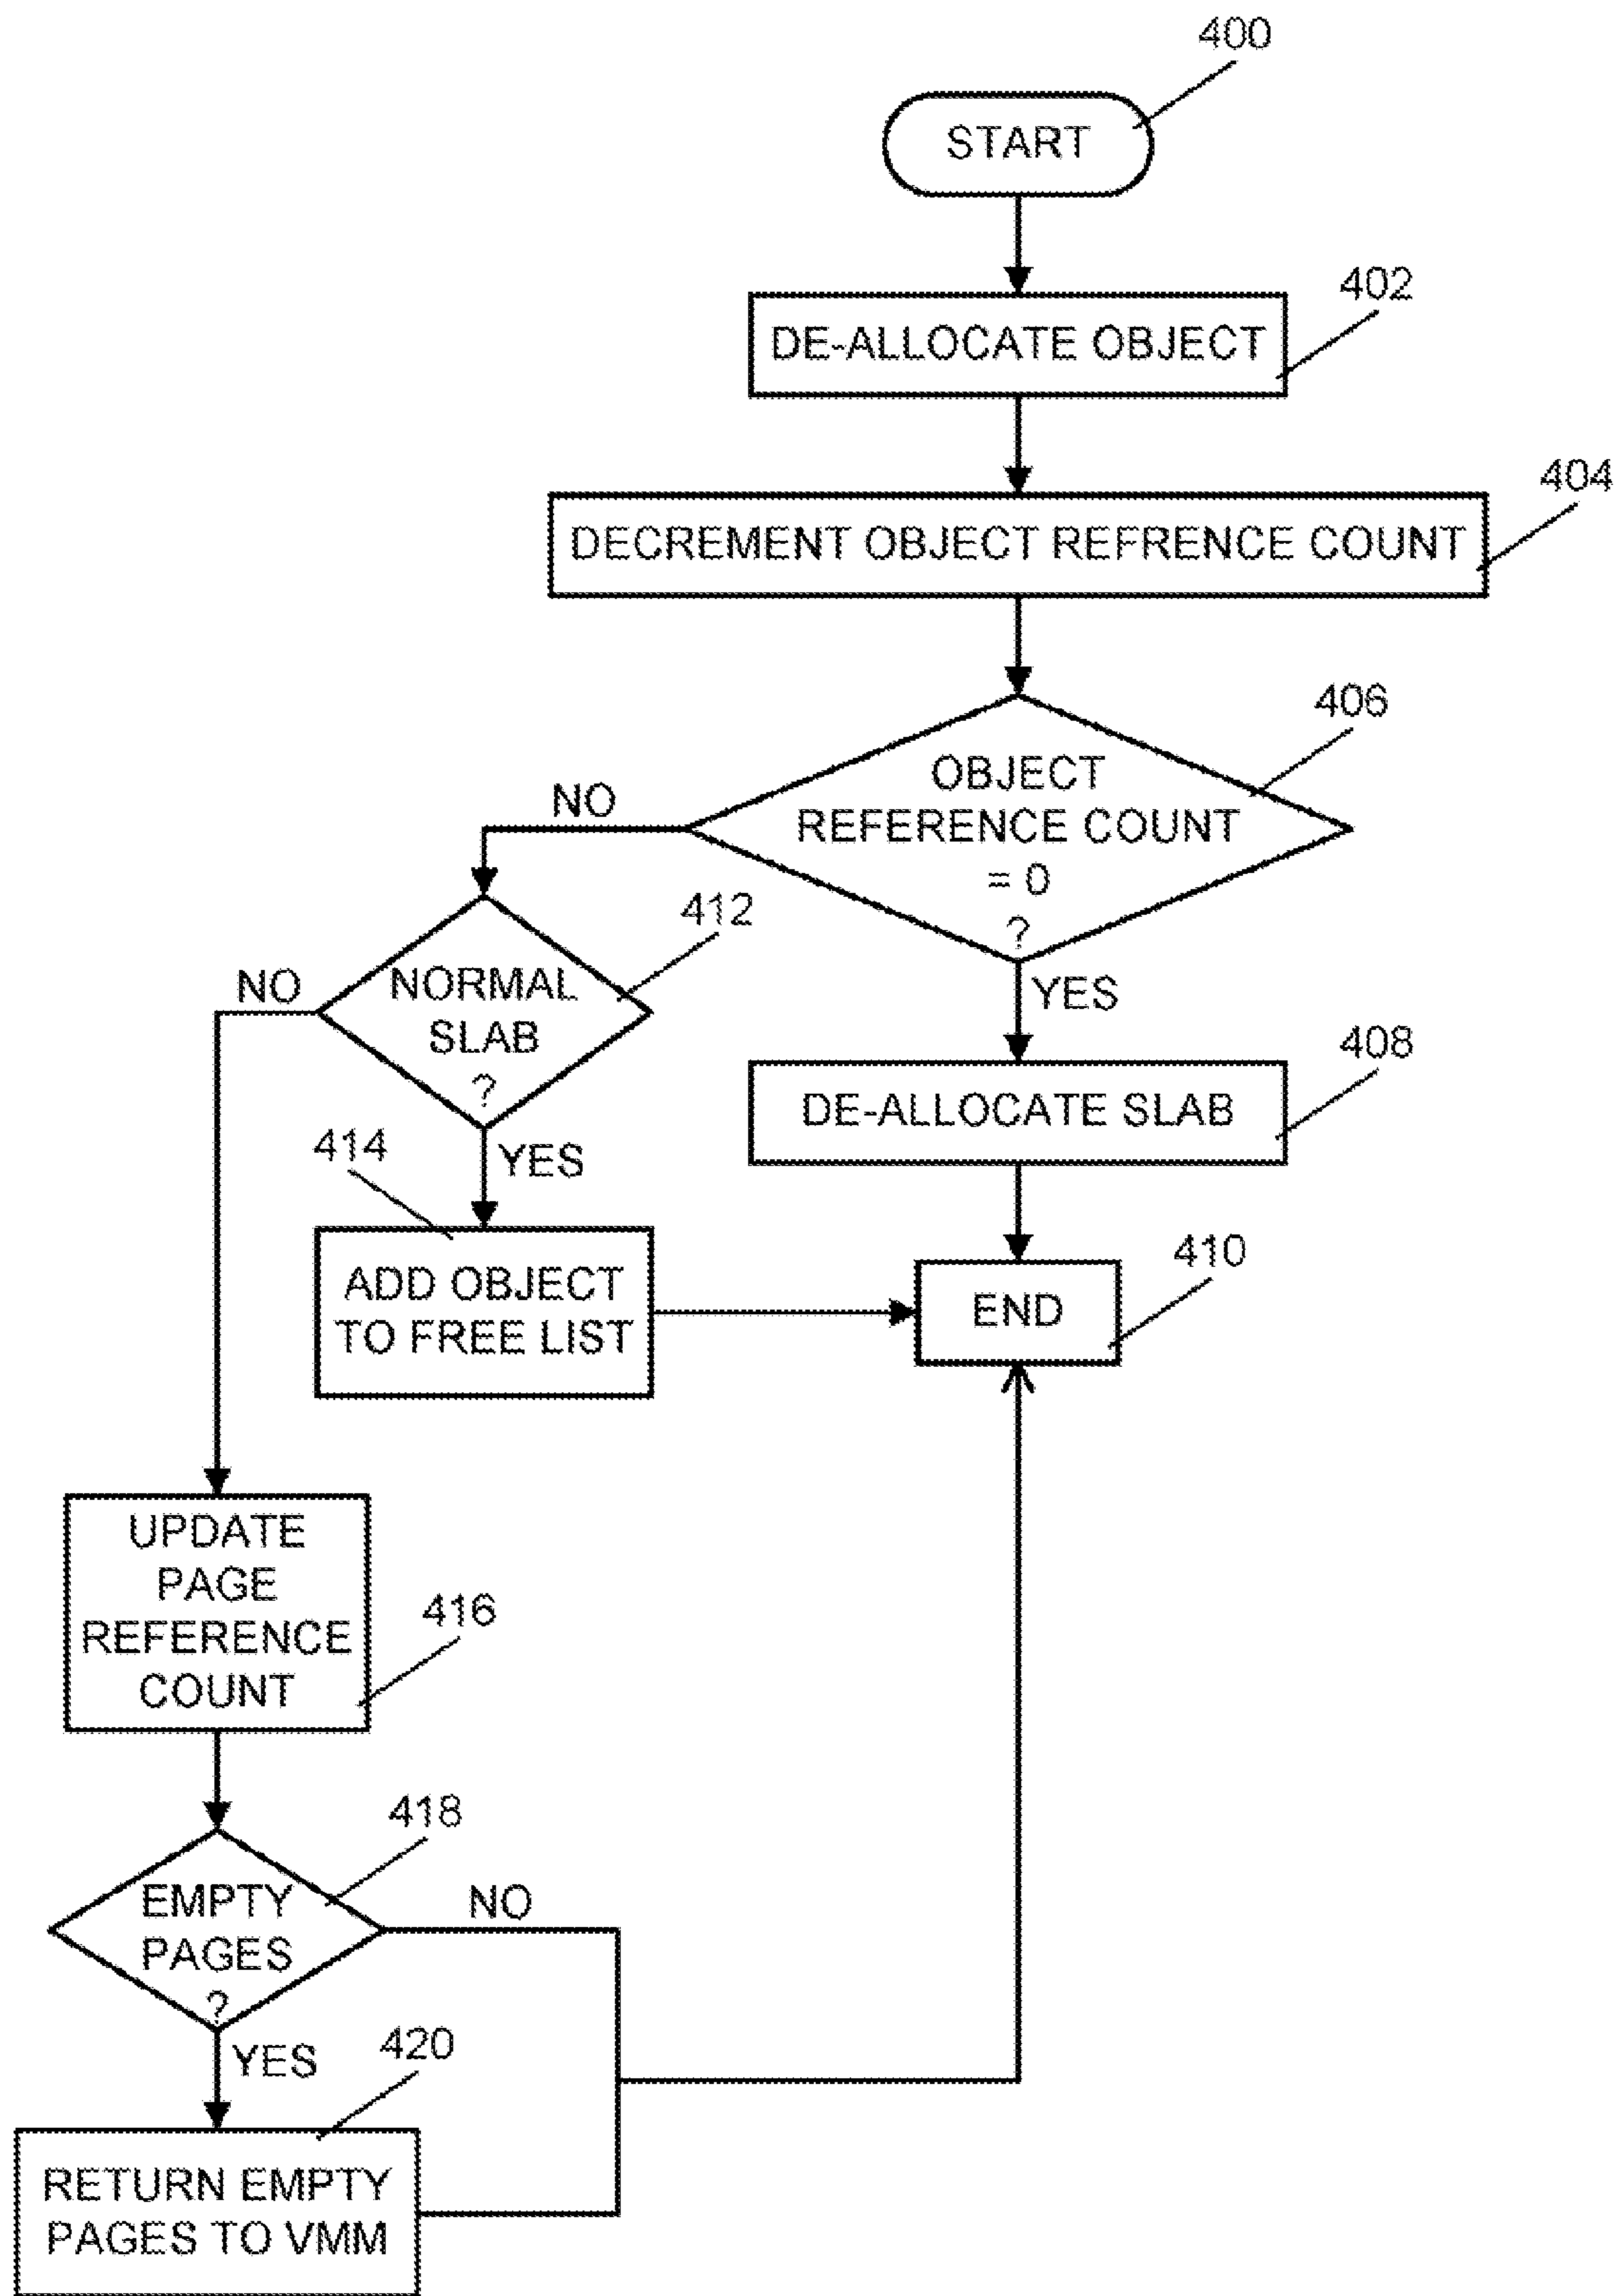 400
START
402
DE-ALLOCATE OBJECT
404
DECREMENT OBJECT REFRENCE COUNT
406
OBJECT
REFERENCE COUNT
= 0
?
NO
YES
412
NORMAL
SLAB
?
NO
YES
408
DE-ALLOCATE SLAB
414
ADD OBJECT
TO FREE LIST
410
END
UPDATE
PAGE
REFERENCE
COUNT
416
418
EMPTY
PAGES
?
NO
YES
420
RETURN EMPTY
PAGES TO VMM